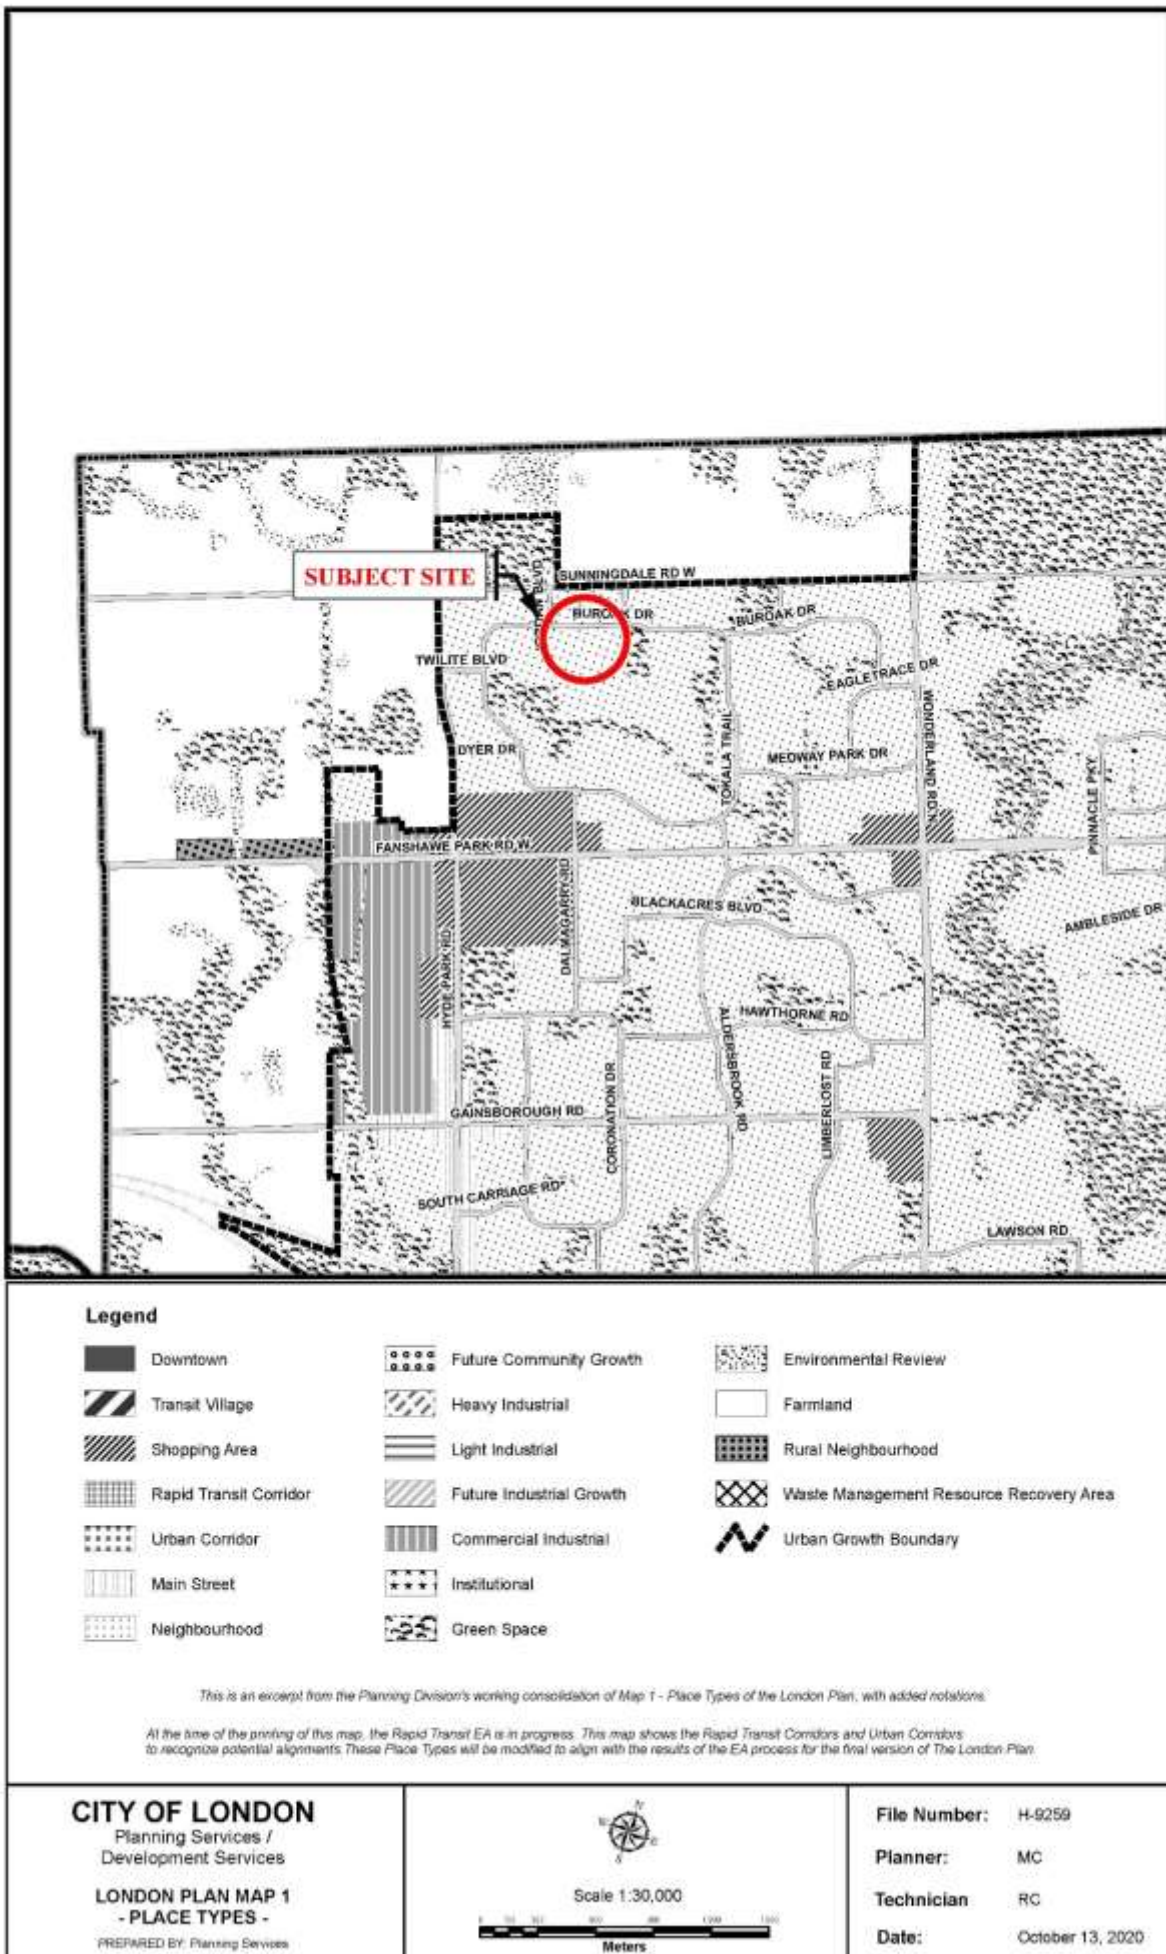 SUBJECT SITE
SUNNINGDALE RD W
BUROAK DR
BUROAK DR
TWILITE BLVD
EAGLETRACE DR
WONDERLAND RD N
TOKALA TRAIL
DYER DR
MEDWAY PARK DR
PINNACLE PKY
FANSHAWE PARK RD W
BLACKACRES BLVD
AMBLESIDE DR
DALMAGARRY RD
HYDE PARK RD
HAWTHORNE RD
ALDERSBROOK RD
CORONATION DR
LIMBERLOST RD
GAINSBOROUGH RD
SOUTH CARRIAGE RD
LAWSON RD
Legend
Downtown
Transit Village
Shopping Area
Rapid Transit Corridor
Urban Corridor
Main Street
Neighbourhood
Future Community Growth
Heavy Industrial
Light Industrial
Future Industrial Growth
Commercial Industrial
Institutional
Green Space
Environmental Review
Farmland
Rural Neighbourhood
Waste Management Resource Recovery Area
Urban Growth Boundary
This is an excerpt from the Planning Division's working consolidation of Map 1 - Place Types of the London Plan, with added notations.
At the time of the printing of this map, the Rapid Transit EA is in progress. This map shows the Rapid Transit Corridors and Urban Corridors
to recognize potential alignments. These Place Types will be modified to align with the results of the EA process for the final version of The London Plan
CITY OF LONDON
Planning Services /
Development Services
LONDON PLAN MAP 1
- PLACE TYPES -
PREPARED BY: Planning Services
Scale 1:30,000
Meters
File Number: H-9259
Planner: MC
Technician RC
Date: October 13, 2020